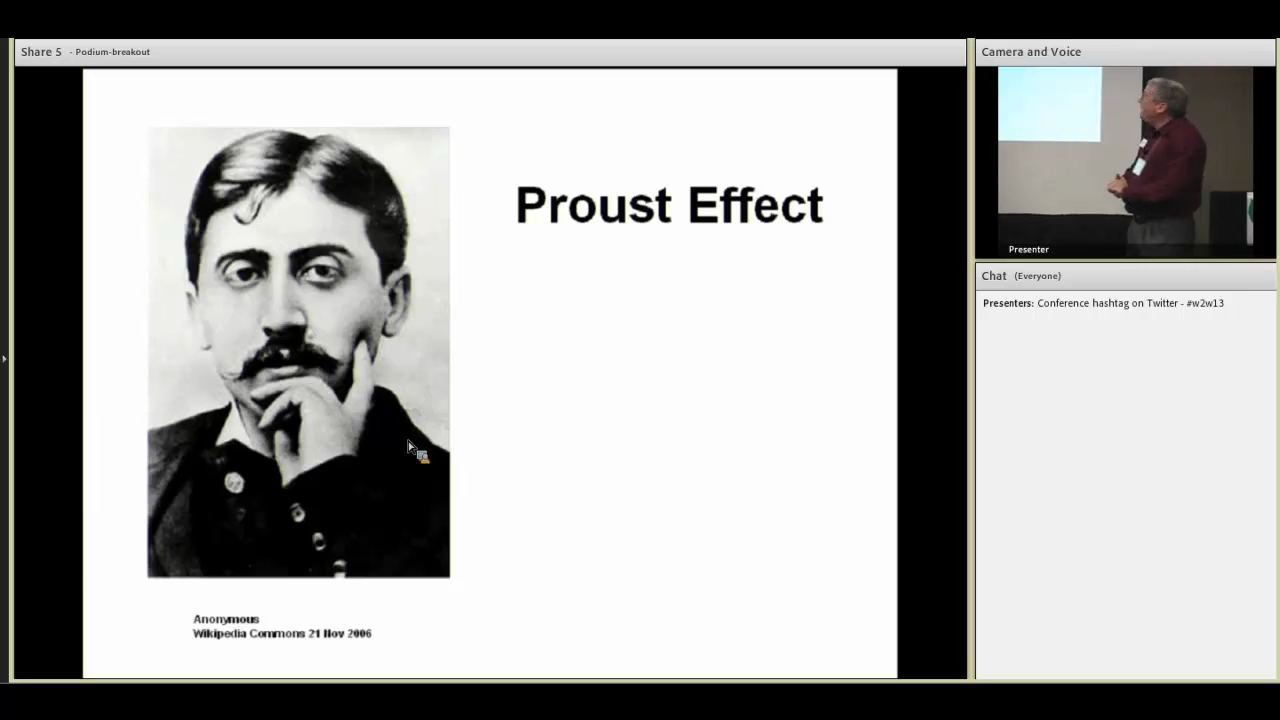 Share 5 - Podium-breakout
Proust Effect
Anonymous
Wikipedia Commons 21 Nov 2006
Camera and Voice
Presenter
Chat (Everyone)
Presenters: Conference hashtag on Twitter - #w2w13